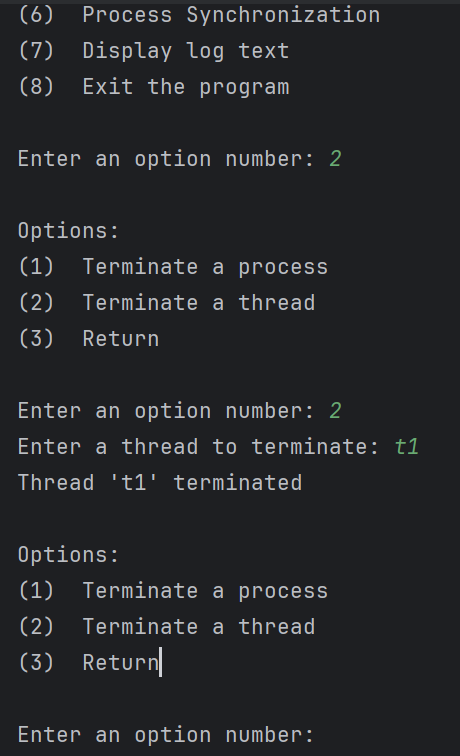 (6)  Process Synchronization
(7)  Display log text
(8)  Exit the program
Enter an option number: 2
Options:
(1)  Terminate a process
(2)  Terminate a thread
(3)  Return
Enter an option number: 2
Enter a thread to terminate: t1
Thread 't1' terminated
Options:
(1)  Terminate a process
(2)  Terminate a thread
(3)  Return
Enter an option number: